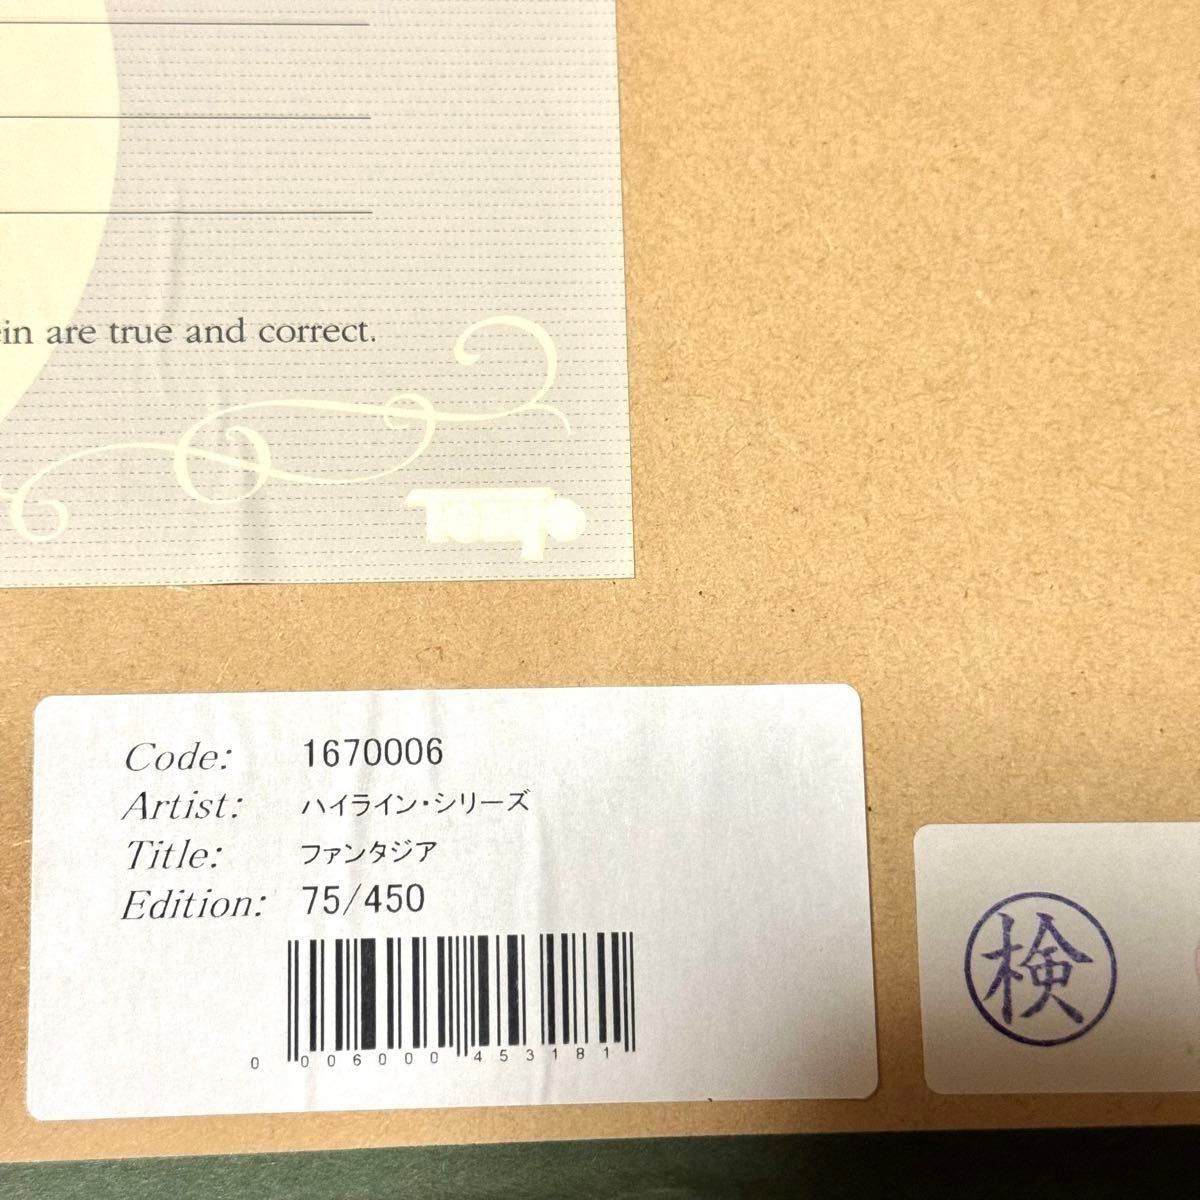 ein are true and correct.
Tenyo
Code: 1670006
Artist: ハイライン・シリーズ
Title: ファンタジア
Edition: 75/450
0 006000 453181
検